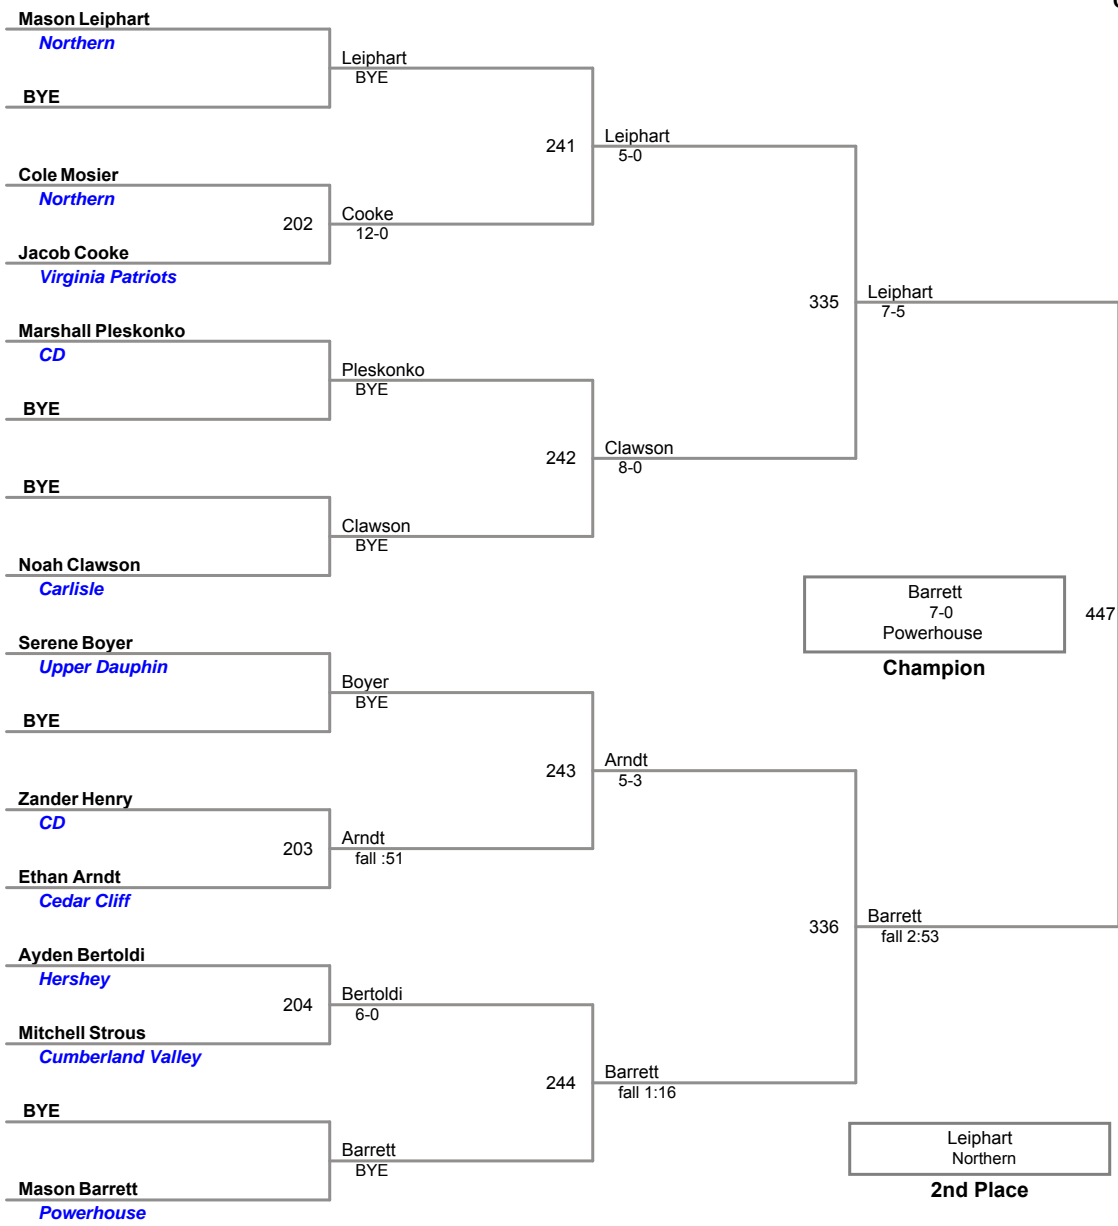 Mason Leiphart
Northern
Leiphart
BYE
BYE
241
Leiphart
5-0
Cole Mosier
Northern
202
Cooke
12-0
Jacob Cooke
Virginia Patriots
335
Leiphart
7-5
Marshall Pleskonko
CD
Pleskonko
BYE
BYE
242
Clawson
8-0
BYE
Clawson
BYE
Noah Clawson
Carlisle
Barrett
7-0
Powerhouse
447
Champion
Serene Boyer
Upper Dauphin
Boyer
BYE
BYE
243
Arndt
5-3
Zander Henry
CD
203
Arndt
fall :51
Ethan Arndt
Cedar Cliff
336
Barrett
fall 2:53
Ayden Bertoldi
Hershey
204
Bertoldi
6-0
Mitchell Strous
Cumberland Valley
244
Barrett
fall 1:16
BYE
Barrett
BYE
Mason Barrett
Powerhouse
Leiphart
Northern
2nd Place